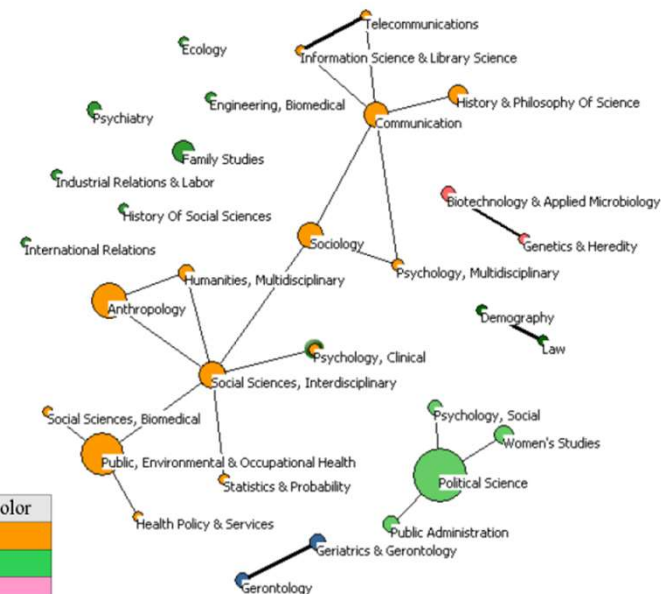 Telecommunications
Ecology
Information Science & Library Science
Engineering, Biomedical
History & Philosophy Of Science
Psychiatry
Communication
Family Studies
Industrial Relations & Labor
Biotechnology & Applied Microbiology
History Of Social Sciences
Sociology
Genetics & Heredity
International Relations
Psychology, Multidisciplinary
Humanities, Multidisciplinary
Anthropology
Demography
Law
Psychology, Clinical
Social Sciences, Interdisciplinary
Social Sciences, Biomedical
Psychology, Social
Women's Studies
Public, Environmental & Occupational Health
Political Science
Statistics & Probability
olor
Health Policy & Services
Public Administration
Geriatrics & Gerontology
Gerontology